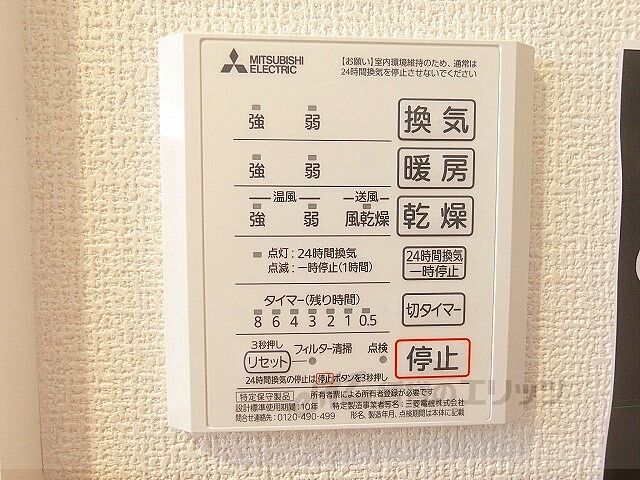 MITSUBISHI
ELECTRIC
【お願い】室内環境維持のため、通常は
24時間換気を停止させないでください
強 弱 換気
強 弱 暖房
温風 送風
強 弱 風乾燥 乾燥
点灯：24時間換気
点滅：一時停止(1時間)
24時間換気
一時停止
タイマー(残り時間)
8 6 4 3 2 1 0.5
切タイマー
3秒押し
リセット フィルター清掃 点検
停止
24時間換気の停止は停止ボタンを3秒押し
特定保守製品 所有者票による所有者登録が必要です
設計標準使用期間：10年 特定製造事業者等名：三菱電機株式会社
問合せ連絡先：0120-490-499 形名、製造年月、点検期間は本体に記載
のエリッツ